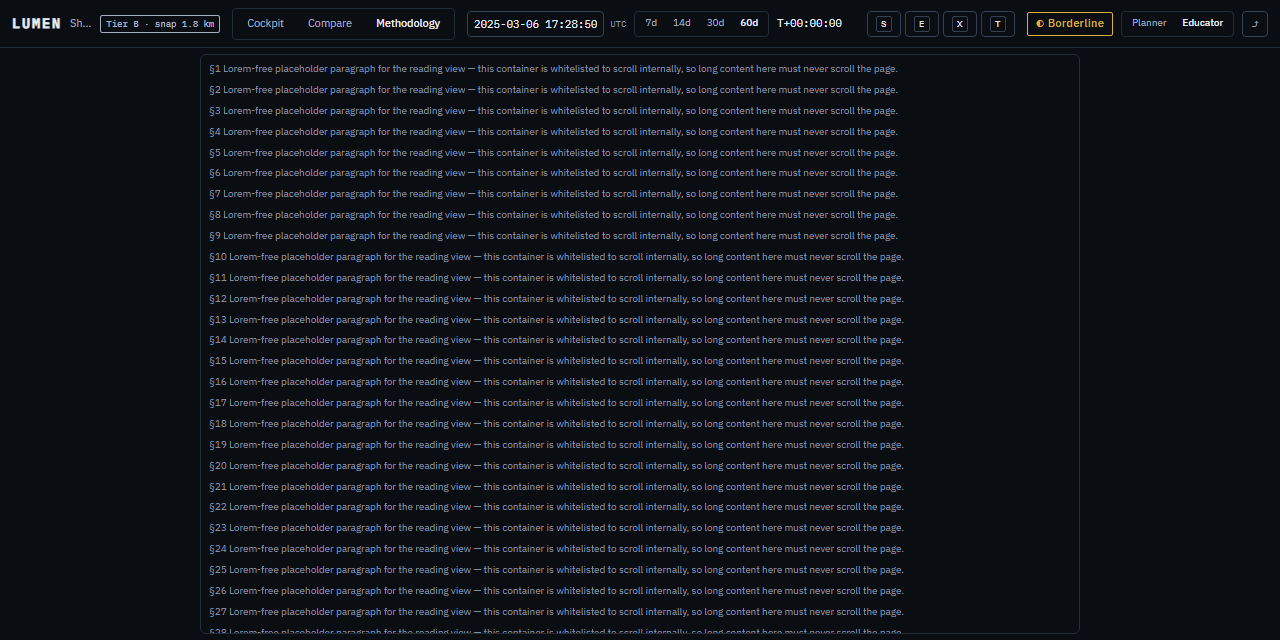 LUMEN Sh... Tier B · snap 1.8 km Cockpit Compare Methodology 2025-03-06 17:28:50 UTC 7d 14d 30d 60d T+00:00:00 S E X T ◐ Borderline Planner Educator ⤴
§1 Lorem-free placeholder paragraph for the reading view — this container is whitelisted to scroll internally, so long content here must never scroll the page.
§2 Lorem-free placeholder paragraph for the reading view — this container is whitelisted to scroll internally, so long content here must never scroll the page.
§3 Lorem-free placeholder paragraph for the reading view — this container is whitelisted to scroll internally, so long content here must never scroll the page.
§4 Lorem-free placeholder paragraph for the reading view — this container is whitelisted to scroll internally, so long content here must never scroll the page.
§5 Lorem-free placeholder paragraph for the reading view — this container is whitelisted to scroll internally, so long content here must never scroll the page.
§6 Lorem-free placeholder paragraph for the reading view — this container is whitelisted to scroll internally, so long content here must never scroll the page.
§7 Lorem-free placeholder paragraph for the reading view — this container is whitelisted to scroll internally, so long content here must never scroll the page.
§8 Lorem-free placeholder paragraph for the reading view — this container is whitelisted to scroll internally, so long content here must never scroll the page.
§9 Lorem-free placeholder paragraph for the reading view — this container is whitelisted to scroll internally, so long content here must never scroll the page.
§10 Lorem-free placeholder paragraph for the reading view — this container is whitelisted to scroll internally, so long content here must never scroll the page.
§11 Lorem-free placeholder paragraph for the reading view — this container is whitelisted to scroll internally, so long content here must never scroll the page.
§12 Lorem-free placeholder paragraph for the reading view — this container is whitelisted to scroll internally, so long content here must never scroll the page.
§13 Lorem-free placeholder paragraph for the reading view — this container is whitelisted to scroll internally, so long content here must never scroll the page.
§14 Lorem-free placeholder paragraph for the reading view — this container is whitelisted to scroll internally, so long content here must never scroll the page.
§15 Lorem-free placeholder paragraph for the reading view — this container is whitelisted to scroll internally, so long content here must never scroll the page.
§16 Lorem-free placeholder paragraph for the reading view — this container is whitelisted to scroll internally, so long content here must never scroll the page.
§17 Lorem-free placeholder paragraph for the reading view — this container is whitelisted to scroll internally, so long content here must never scroll the page.
§18 Lorem-free placeholder paragraph for the reading view — this container is whitelisted to scroll internally, so long content here must never scroll the page.
§19 Lorem-free placeholder paragraph for the reading view — this container is whitelisted to scroll internally, so long content here must never scroll the page.
§20 Lorem-free placeholder paragraph for the reading view — this container is whitelisted to scroll internally, so long content here must never scroll the page.
§21 Lorem-free placeholder paragraph for the reading view — this container is whitelisted to scroll internally, so long content here must never scroll the page.
§22 Lorem-free placeholder paragraph for the reading view — this container is whitelisted to scroll internally, so long content here must never scroll the page.
§23 Lorem-free placeholder paragraph for the reading view — this container is whitelisted to scroll internally, so long content here must never scroll the page.
§24 Lorem-free placeholder paragraph for the reading view — this container is whitelisted to scroll internally, so long content here must never scroll the page.
§25 Lorem-free placeholder paragraph for the reading view — this container is whitelisted to scroll internally, so long content here must never scroll the page.
§26 Lorem-free placeholder paragraph for the reading view — this container is whitelisted to scroll internally, so long content here must never scroll the page.
§27 Lorem-free placeholder paragraph for the reading view — this container is whitelisted to scroll internally, so long content here must never scroll the page.
§28 Lorem-free placeholder paragraph for the reading view — this container is whitelisted to scroll internally, so long content here must never scroll the page.